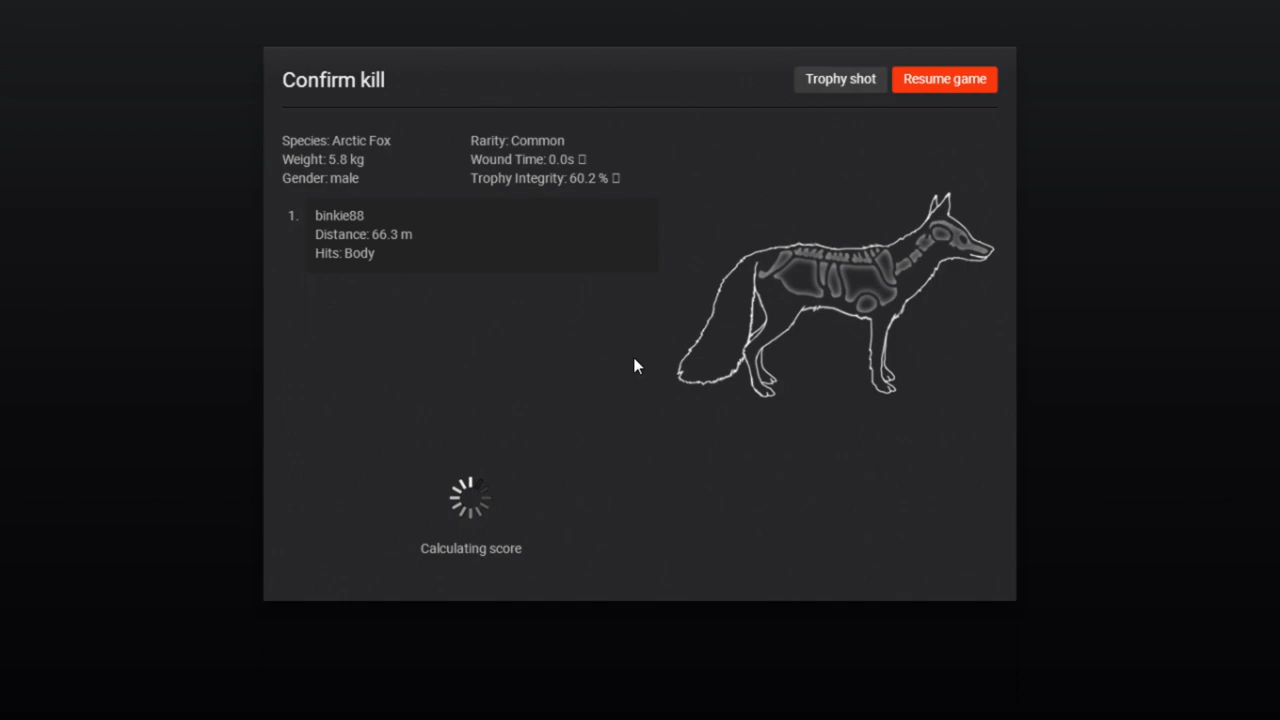 Confirm kill
Trophy shot
Resume game
Species: Arctic Fox
Weight: 5.8 kg
Gender: male
Rarity: Common
Wound Time: 0.0s
Trophy Integrity: 60.2 %
1.
binkie88
Distance: 66.3 m
Hits: Body
Calculating score